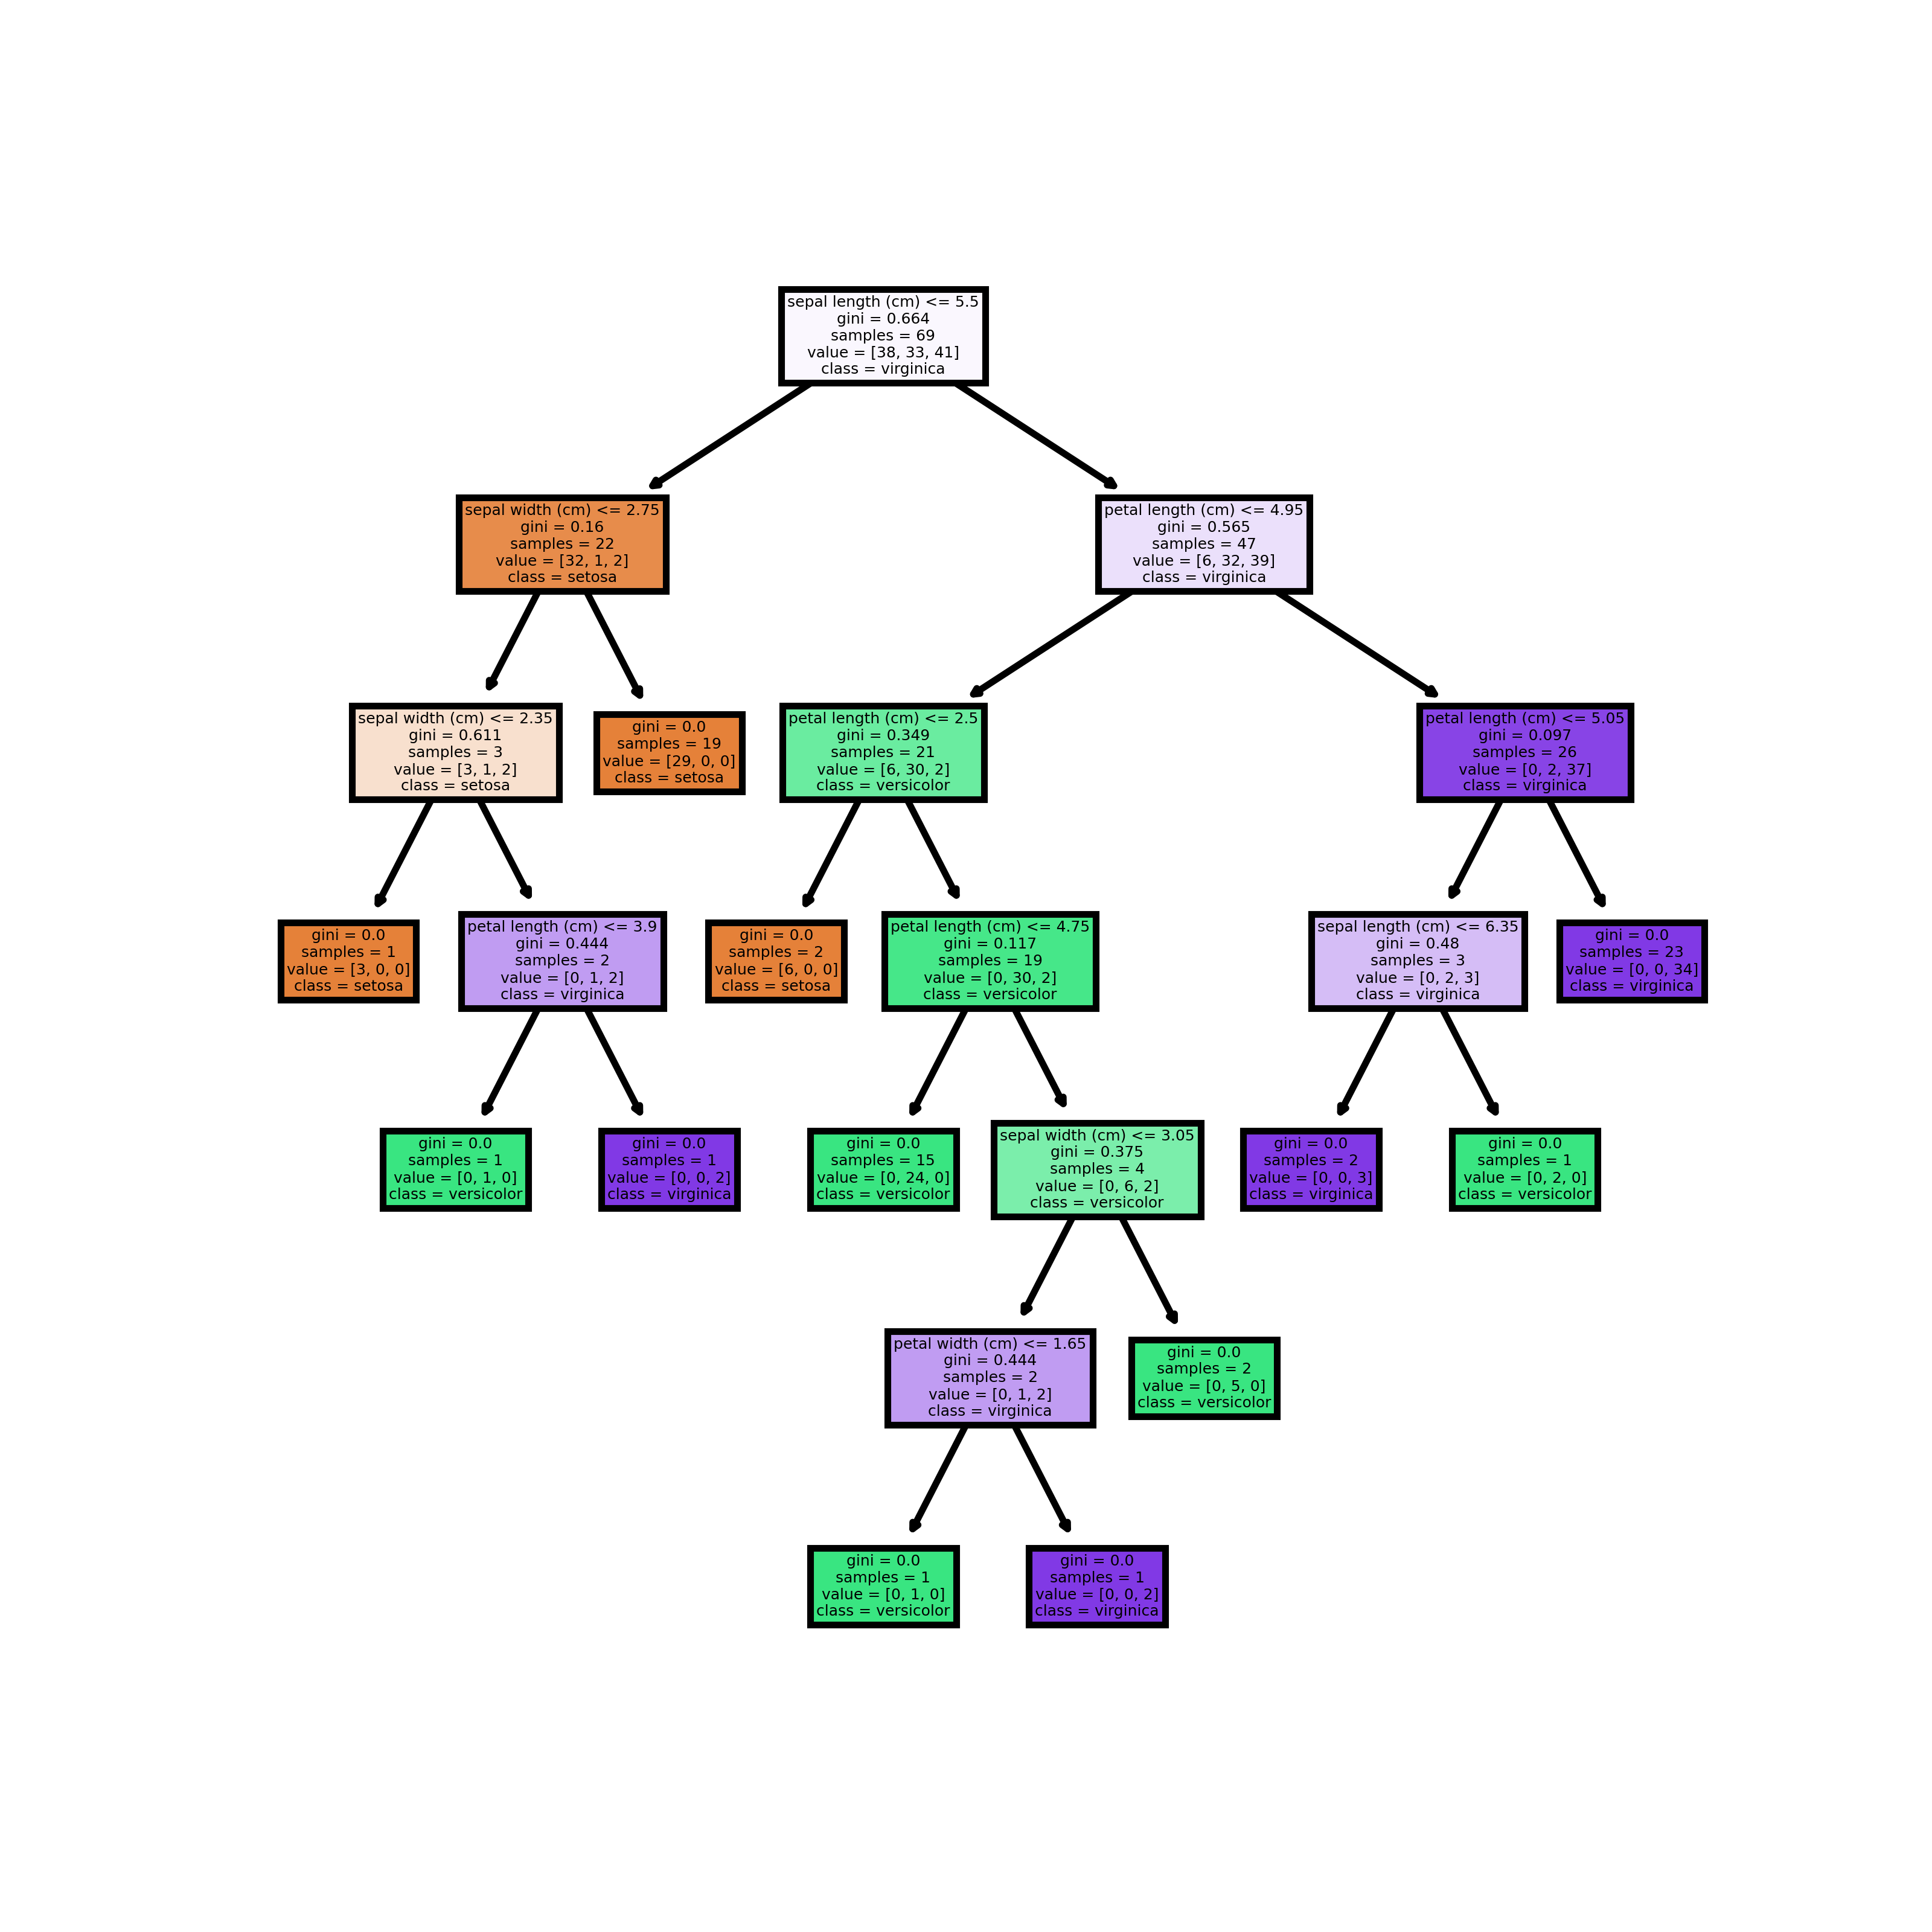 sepal length (cm) <= 5.5
gini = 0.664
samples = 69
value = [38, 33, 41]
class = virginica
sepal width (cm) <= 2.75
gini = 0.16
samples = 22
value = [32, 1, 2]
class = setosa
petal length (cm) <= 4.95
gini = 0.565
samples = 47
value = [6, 32, 39]
class = virginica
sepal width (cm) <= 2.35
gini = 0.611
samples = 3
value = [3, 1, 2]
class = setosa
gini = 0.0
samples = 19
value = [29, 0, 0]
class = setosa
petal length (cm) <= 2.5
gini = 0.349
samples = 21
value = [6, 30, 2]
class = versicolor
petal length (cm) <= 5.05
gini = 0.097
samples = 26
value = [0, 2, 37]
class = virginica
gini = 0.0
samples = 1
value = [3, 0, 0]
class = setosa
petal length (cm) <= 3.9
gini = 0.444
samples = 2
value = [0, 1, 2]
class = virginica
gini = 0.0
samples = 2
value = [6, 0, 0]
class = setosa
petal length (cm) <= 4.75
gini = 0.117
samples = 19
value = [0, 30, 2]
class = versicolor
sepal length (cm) <= 6.35
gini = 0.48
samples = 3
value = [0, 2, 3]
class = virginica
gini = 0.0
samples = 23
value = [0, 0, 34]
class = virginica
gini = 0.0
samples = 1
value = [0, 1, 0]
class = versicolor
gini = 0.0
samples = 1
value = [0, 0, 2]
class = virginica
gini = 0.0
samples = 15
value = [0, 24, 0]
class = versicolor
sepal width (cm) <= 3.05
gini = 0.375
samples = 4
value = [0, 6, 2]
class = versicolor
gini = 0.0
samples = 2
value = [0, 0, 3]
class = virginica
gini = 0.0
samples = 1
value = [0, 2, 0]
class = versicolor
petal width (cm) <= 1.65
gini = 0.444
samples = 2
value = [0, 1, 2]
class = virginica
gini = 0.0
samples = 2
value = [0, 5, 0]
class = versicolor
gini = 0.0
samples = 1
value = [0, 1, 0]
class = versicolor
gini = 0.0
samples = 1
value = [0, 0, 2]
class = virginica